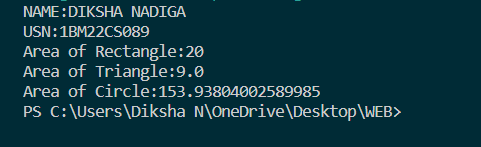 NAME:DIKSHA NADIGA
USN:1BM22CS089
Area of Rectangle:20
Area of Triangle:9.0
Area of Circle:153.93804002589985
PS C:\Users\Diksha N\OneDrive\Desktop\WEB>